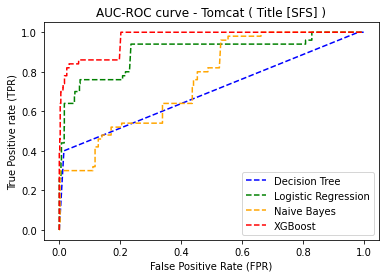 AUC-ROC curve - Tomcat ( Title [SFS] )
True Positive rate (TPR)
1.0
0.8
0.6
0.4
0.2
0.0
Decision Tree
Logistic Regression
Naive Bayes
XGBoost
0.0 0.2 0.4 0.6 0.8 1.0
False Positive Rate (FPR)